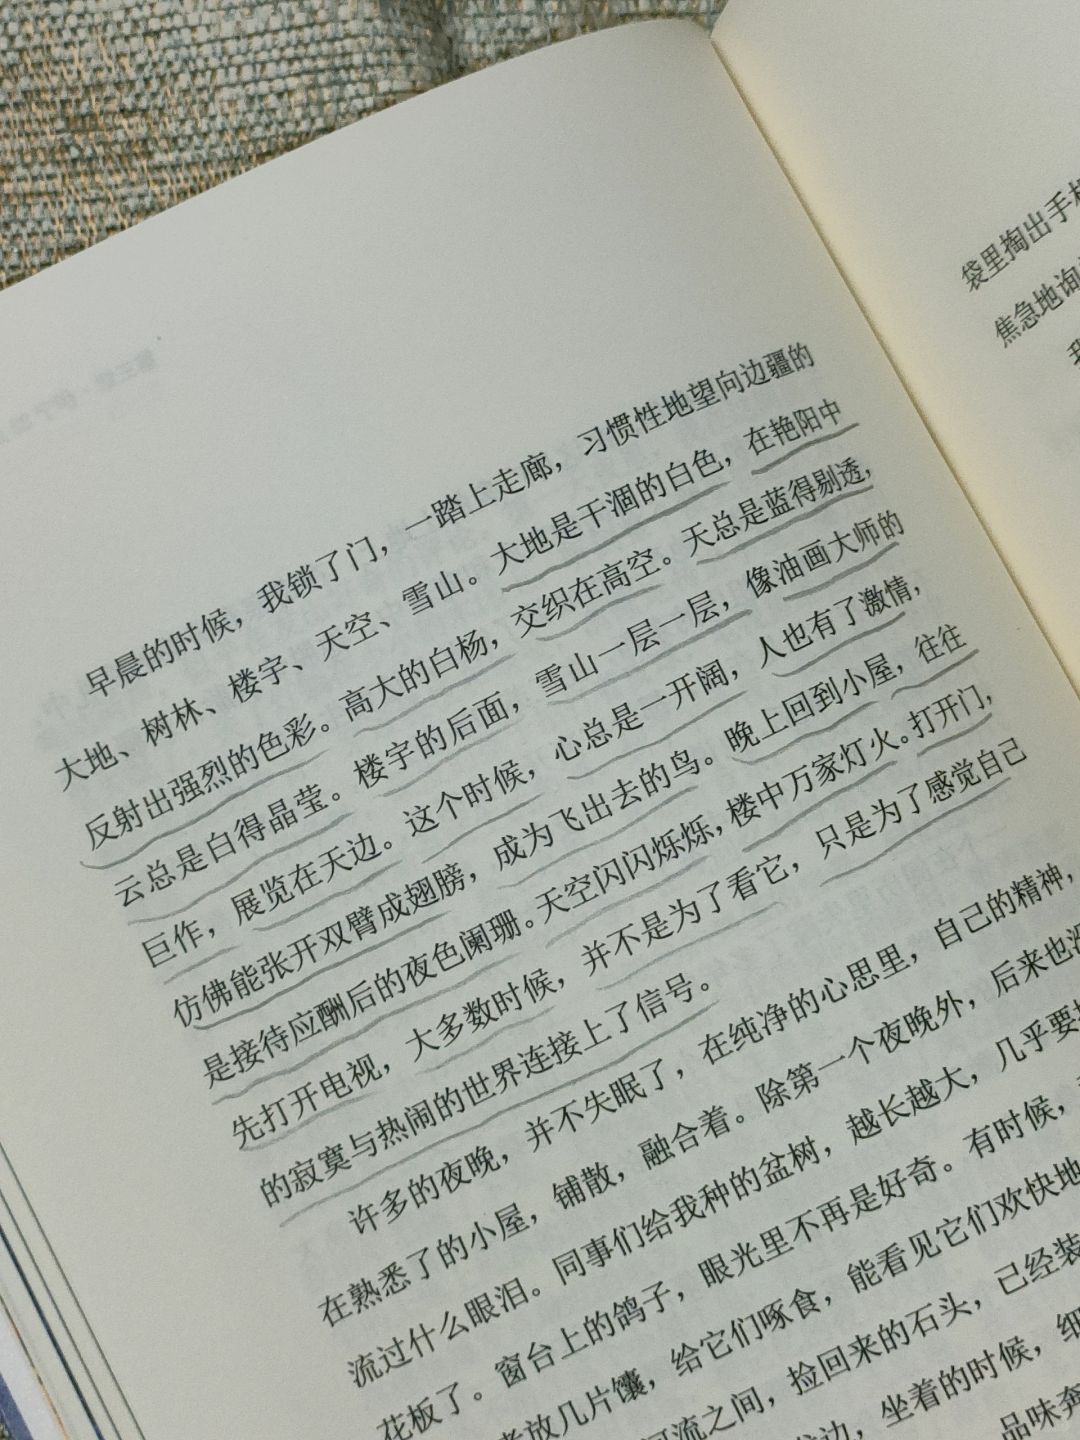 早晨的时候，我锁了门，一踏上走廊，习惯性地望向边疆的
大地、树林、楼宇、天空、雪山。大地是干涸的白色，在艳阳中
反射出强烈的色彩。高大的白杨，交织在高空。天总是蓝得剔透，
云总是白得晶莹。楼宇的后面，雪山一层一层，像油画大师的
巨作，展览在天边。这个时候，心总是一开阔，人也有了激情，
仿佛能张开双臂成翅膀，成为飞出去的鸟。晚上回到小屋，往往
是接待应酬后的夜色阑珊。天空闪闪烁烁，楼中万家灯火。打开门，
先打开电视，大多数时候，并不是为了看它，只是为了感觉自己
的寂寞与热闹的世界连接上了信号。
许多的夜晚，并不失眠了，在纯净的心思里，自己的精神，
在熟悉了的小屋，铺散，融合着。除第一个夜晚外，后来也没
流过什么眼泪。同事们给我种的盆树，越长越大，几乎要
花板了。窗台上的鸽子，眼光里不再是好奇。有时候，
放几片馕，给它们啄食，能看见它们欢快地
河流之间，捡回来的石头，已经装
边，坐着的时候，细
品味奔
袋里掏出手
焦急地询